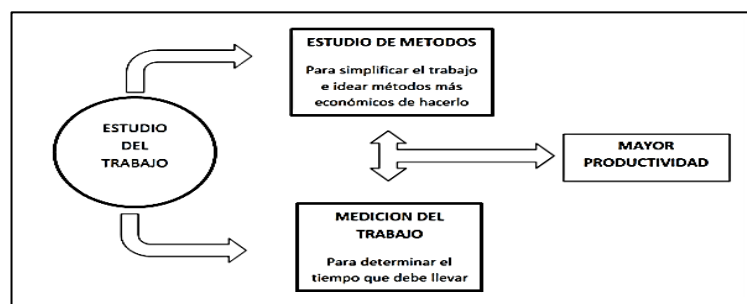 ESTUDIO
DEL
TRABAJO
ESTUDIO DE METODOS
Para simplificar el trabajo
e idear métodos más
económicos de hacerlo
MEDICION DEL
TRABAJO
Para determinar el
tiempo que debe llevar
MAYOR
PRODUCTIVIDAD